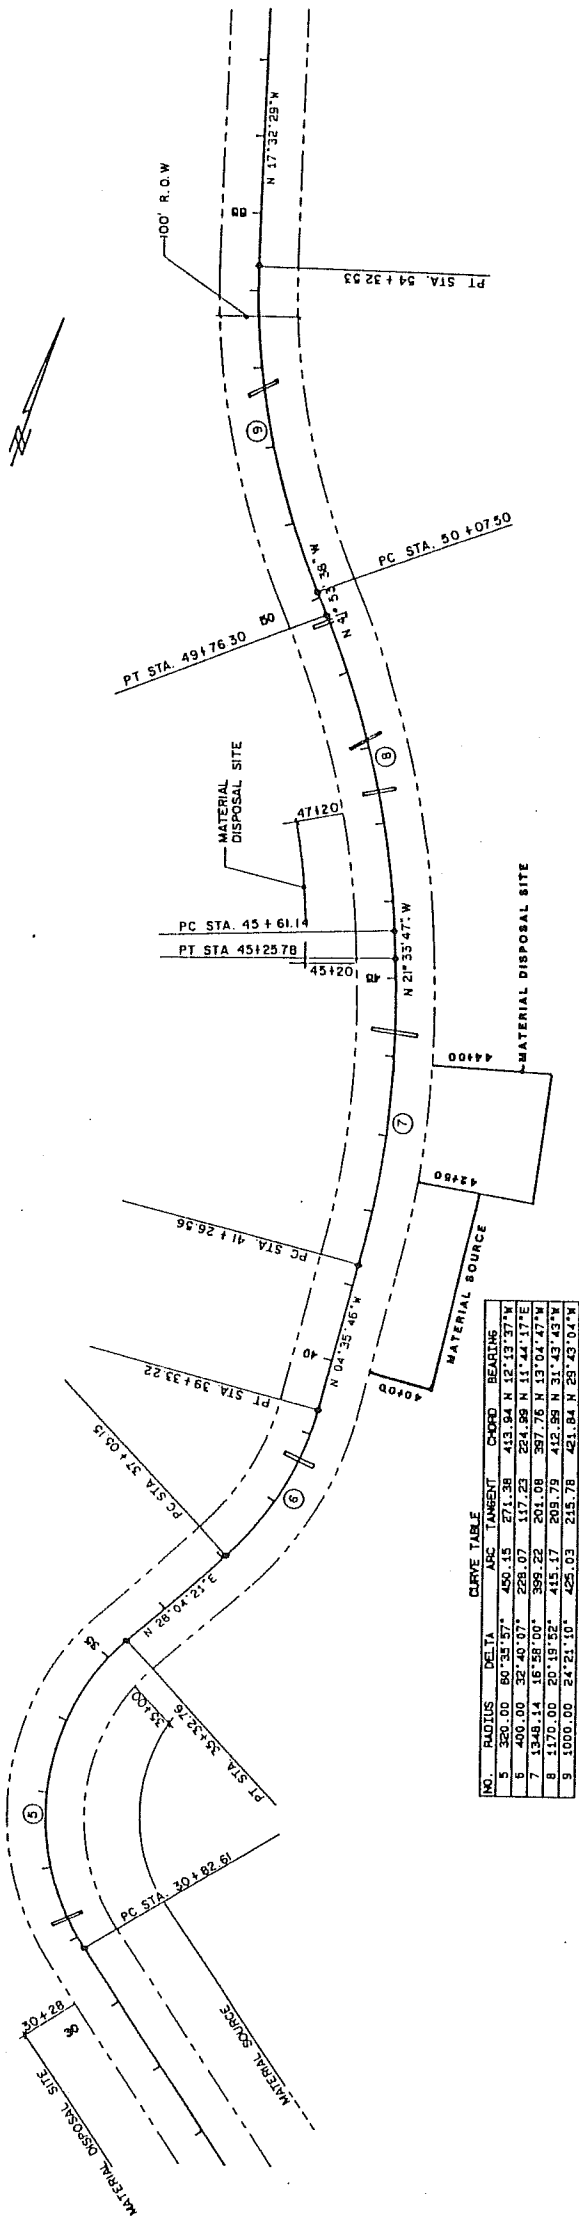 100' R.O.W
N 17°32'29" W
55
PT STA. 54+32.53
9
PC STA. 50+07.50
N 41°53'38" W
50
PT STA. 49+76.30
8
MATERIAL
DISPOSAL SITE
47+20
PC STA. 45+61.14
PT STA 45+25.78
45+20
N 21°33'47" W
45
44+00
MATERIAL DISPOSAL SITE
7
42+50
MATERIAL SOURCE
PC STA. 41+26.56
N 04°35'46" W
40
40+00
PT STA 39+33.22
6
PC STA. 37+05.15
N 28°04'21" E
35
35+00
PT STA. 35+32.76
5
PC STA. 30+82.61
30+28
30
MATERIAL DISPOSAL SITE
MATERIAL SOURCE
CURVE TABLE
NO. RADIUS DELTA ARC TANGENT CHORD BEARING
5 320.00 80°35'57" 450.15 271.38 413.94 N 12°13'37"W
6 400.00 32°40'07" 228.07 117.23 224.99 N 11°44'17"E
7 1348.14 16°58'00" 399.22 201.08 397.76 N 13°04'47"W
8 1170.00 20°19'52" 415.17 209.79 412.99 N 31°43'43"W
9 1000.00 24°21'10" 425.03 215.78 421.84 N 29°43'04"W